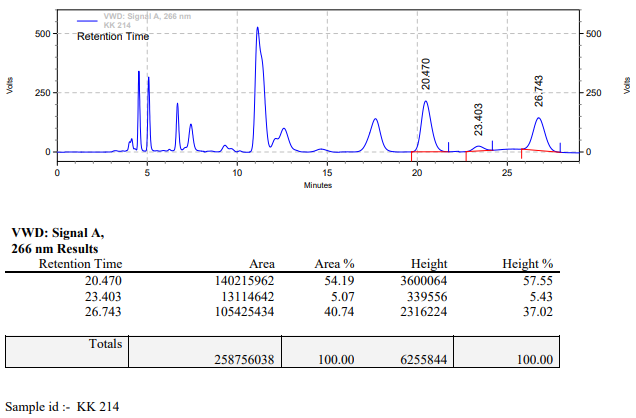 VWD: Signal A, 266 nm
KK 214
Retention Time
500
250
0
Volts
20.470
23.403
26.743
500
250
0
Volts
0 5 10 15 20 25
Minutes
VWD: Signal A,
266 nm Results
Retention Time Area Area % Height Height %
20.470 140215962 54.19 3600064 57.55
23.403 13114642 5.07 339556 5.43
26.743 105425434 40.74 2316224 37.02
Totals
258756038 100.00 6255844 100.00
Sample id :- KK 214